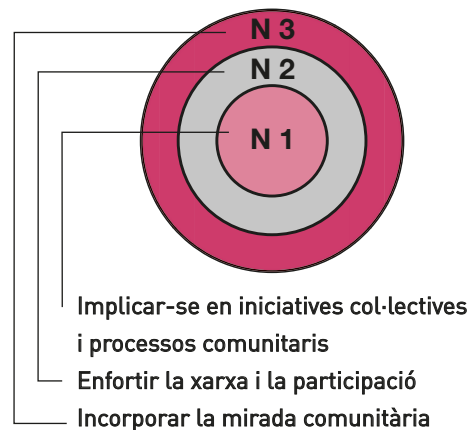 N 3
N 2
N 1
Implicar-se en iniciatives col·lectives
i processos comunitaris
Enfortir la xarxa i la participació
Incorporar la mirada comunitària